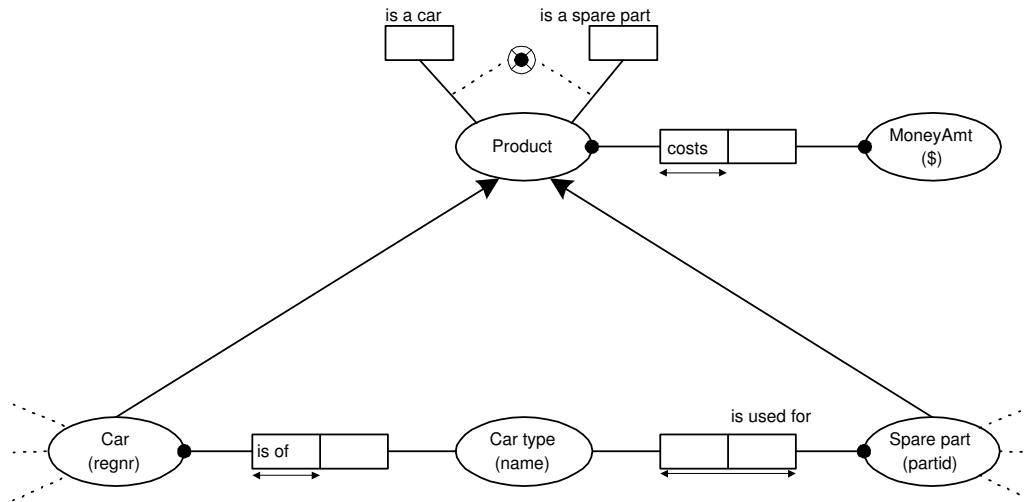 is a car
is a spare part
Product
costs
MoneyAmt
($)
is used for
Car
(regnr)
is of
Car type
(name)
Spare part
(partid)